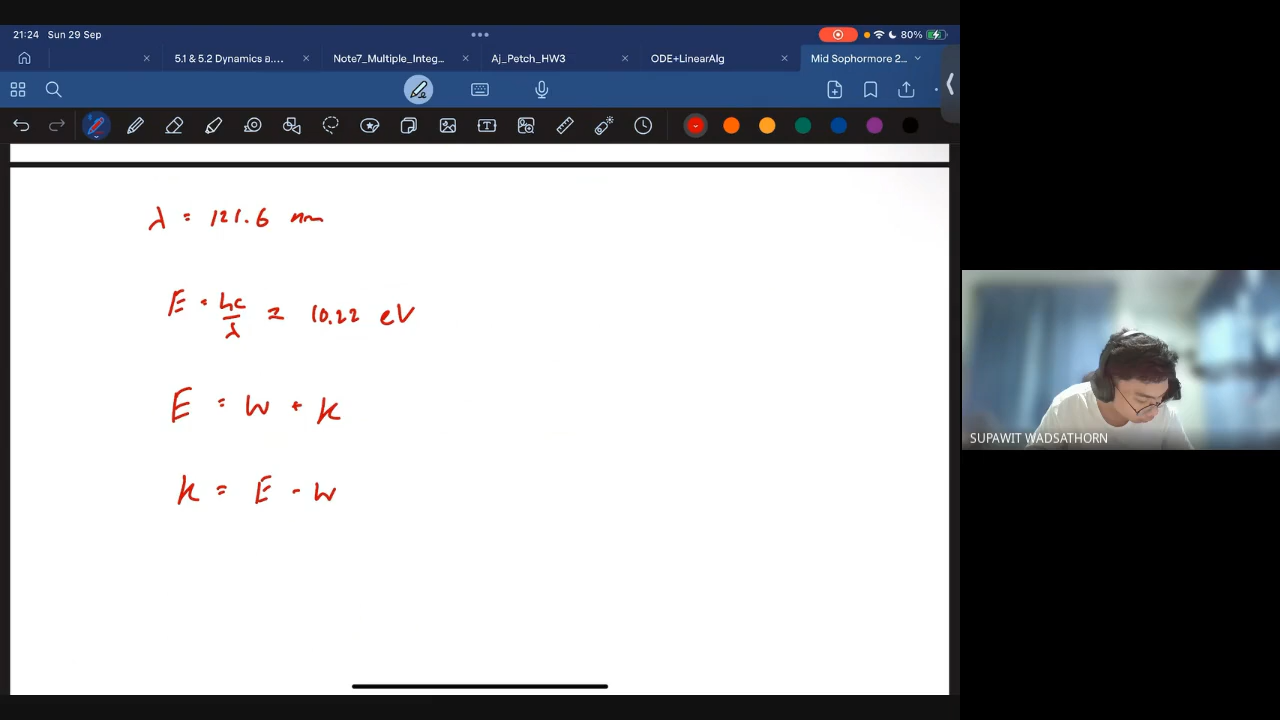 21:24 Sun 29 Sep
80%
5.1 & 5.2 Dynamics a....
Note7_Multiple_Integ...
Aj_Petch_HW3
ODE+LinearAlg
Mid Sophormore 2...
λ = 121.6 nm
E = hc/λ ≈ 10.22 eV
E = W + K
K = E - W
SUPAWIT WADSATHORN